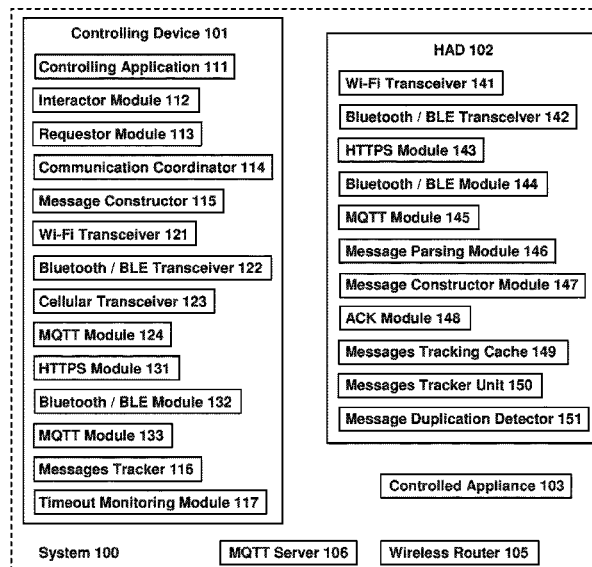 Controlling Device 101
Controlling Application 111
Interactor Module 112
Requestor Module 113
Communication Coordinator 114
Message Constructor 115
Wi-Fi Transceiver 121
Bluetooth / BLE Transceiver 122
Cellular Transceiver 123
MQTT Module 124
HTTPS Module 131
Bluetooth / BLE Module 132
MQTT Module 133
Messages Tracker 116
Timeout Monitoring Module 117
HAD 102
Wi-Fi Transceiver 141
Bluetooth / BLE Transceiver 142
HTTPS Module 143
Bluetooth / BLE Module 144
MQTT Module 145
Message Parsing Module 146
Message Constructor Module 147
ACK Module 148
Messages Tracking Cache 149
Messages Tracker Unit 150
Message Duplication Detector 151
Controlled Appliance 103
System 100
MQTT Server 106
Wireless Router 105